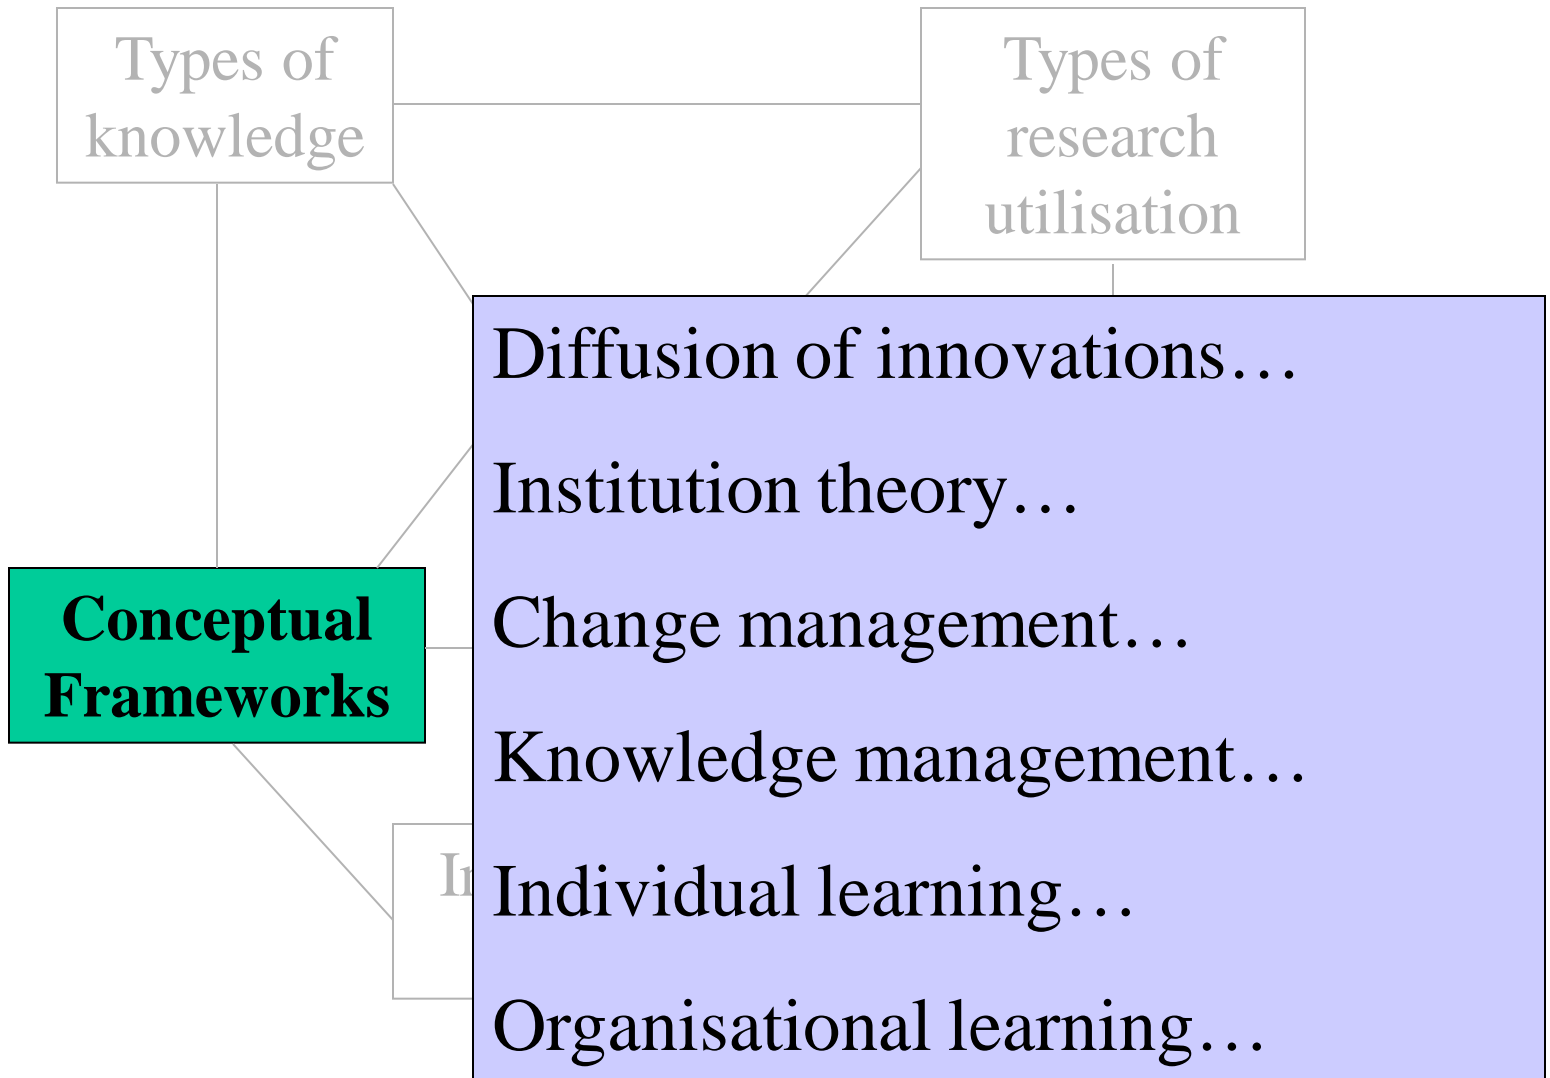 Types of
knowledge
Types of
research
utilisation
Diffusion of innovations…
Institution theory…
Change management…
Knowledge management…
Individual learning…
Organisational learning…
Conceptual
Frameworks